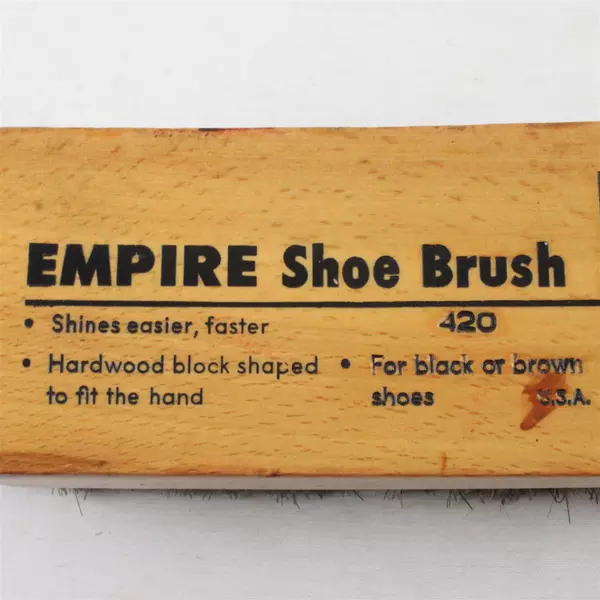 EMPIRE Shoe Brush
• Shines easier, faster 420
• Hardwood block shaped • For black or brown
to fit the hand shoes U.S.A.